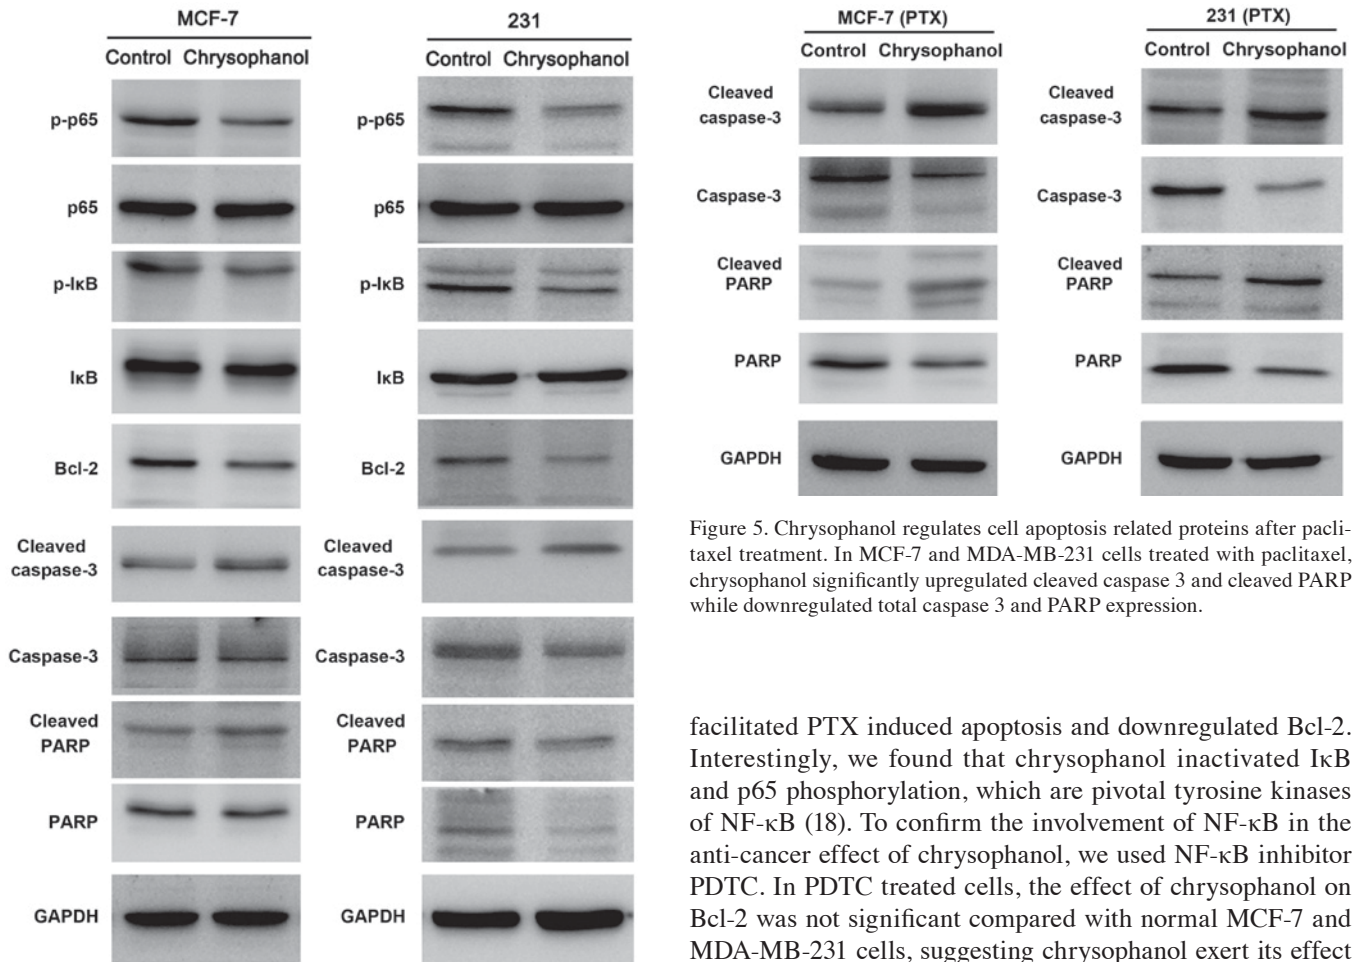 MCF-7
Control Chrysophanol
p-p65
p65
p-IκB
IκB
Bcl-2
Cleaved
caspase-3
Caspase-3
Cleaved
PARP
PARP
GAPDH
231
Control Chrysophanol
p-p65
p65
p-IκB
IκB
Bcl-2
Cleaved
caspase-3
Caspase-3
Cleaved
PARP
PARP
GAPDH
MCF-7 (PTX)
Control Chrysophanol
Cleaved
caspase-3
Caspase-3
Cleaved
PARP
PARP
GAPDH
231 (PTX)
Control Chrysophanol
Cleaved
caspase-3
Caspase-3
Cleaved
PARP
PARP
GAPDH
Figure 5. Chrysophanol regulates cell apoptosis related proteins after pacli-
taxel treatment. In MCF-7 and MDA-MB-231 cells treated with paclitaxel,
chrysophanol significantly upregulated cleaved caspase 3 and cleaved PARP
while downregulated total caspase 3 and PARP expression.
facilitated PTX induced apoptosis and downregulated Bcl-2.
Interestingly, we found that chrysophanol inactivated IκB
and p65 phosphorylation, which are pivotal tyrosine kinases
of NF-κB (18). To confirm the involvement of NF-κB in the
anti-cancer effect of chrysophanol, we used NF-κB inhibitor
PDTC. In PDTC treated cells, the effect of chrysophanol on
Bcl-2 was not significant compared with normal MCF-7 and
MDA-MB-231 cells, suggesting chrysophanol exert its effect